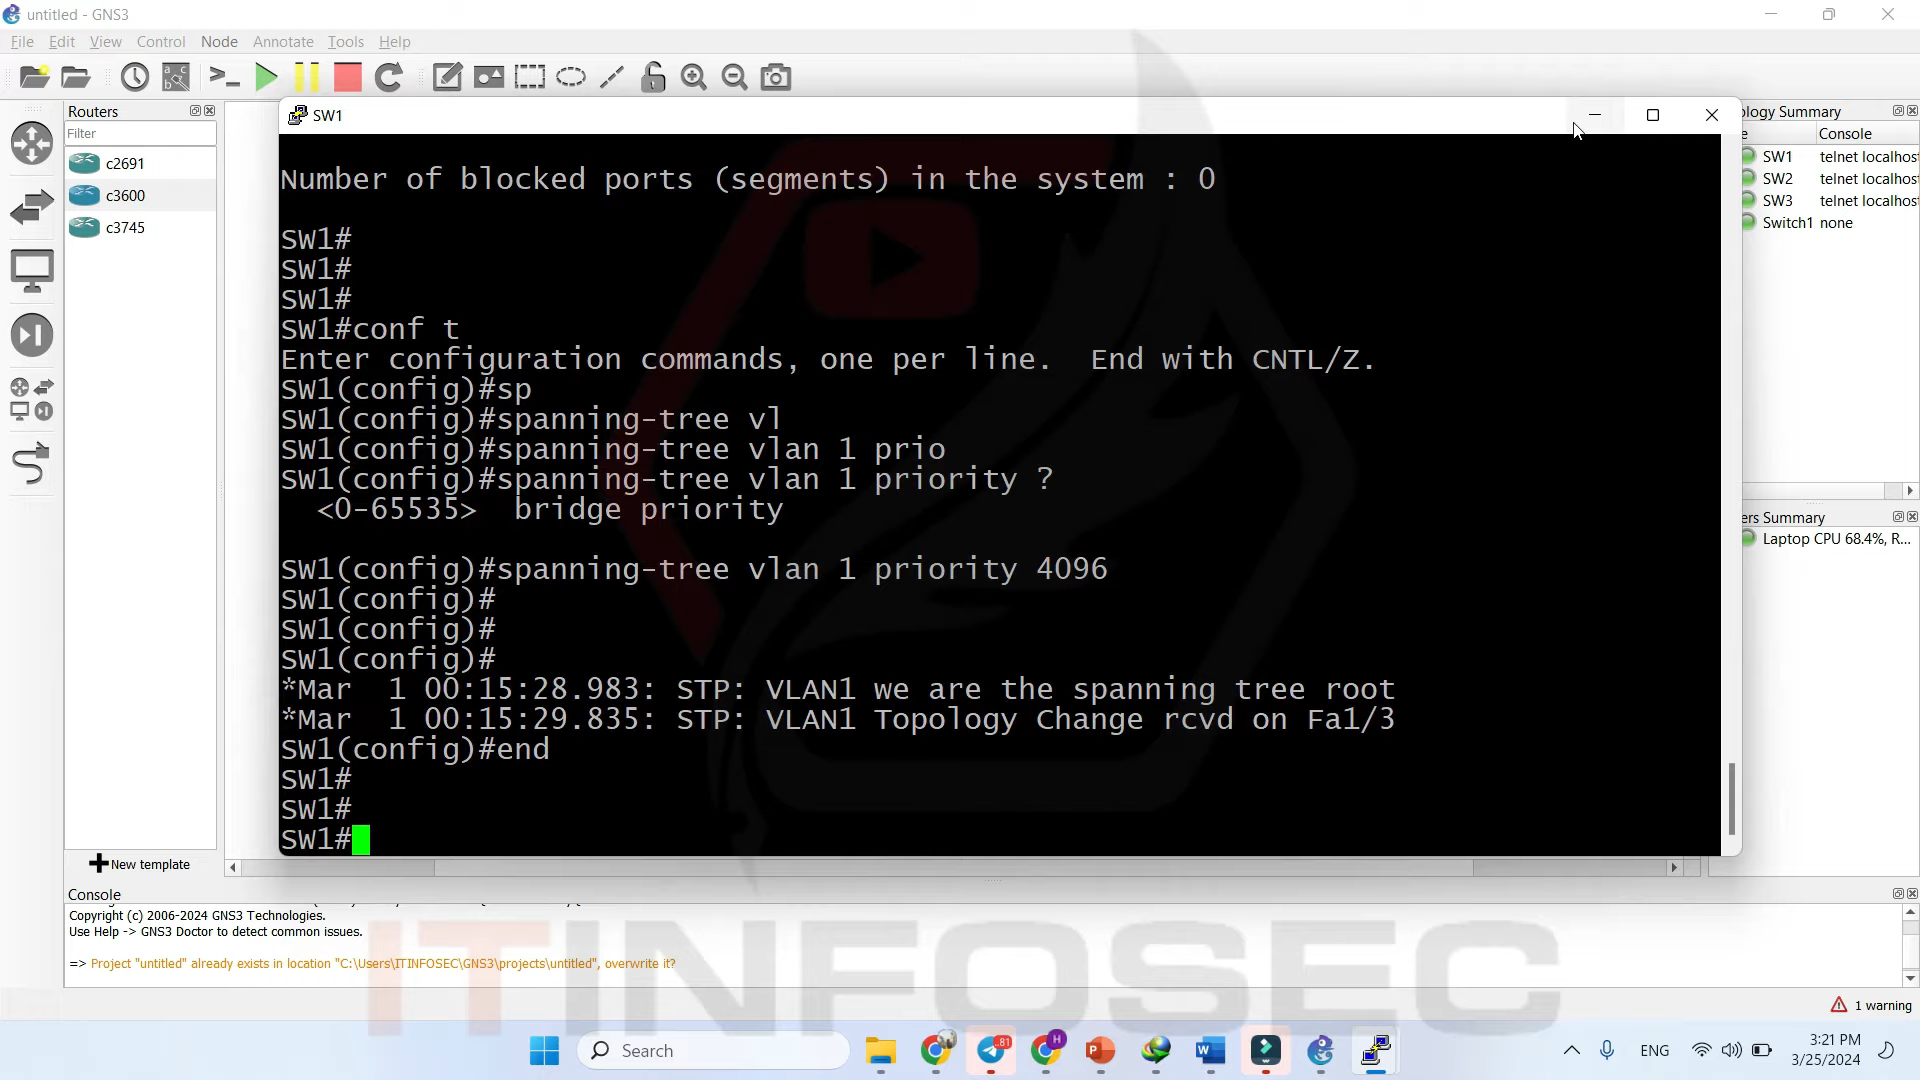 untitled - GNS3
File Edit View Control Node Annotate Tools Help
Routers
Filter
c2691
c3600
c3745
New template
SW1
Number of blocked ports (segments) in the system : 0
SW1#
SW1#
SW1#
SW1#conf t
Enter configuration commands, one per line.  End with CNTL/Z.
SW1(config)#sp
SW1(config)#spanning-tree vl
SW1(config)#spanning-tree vlan 1 prio
SW1(config)#spanning-tree vlan 1 priority ?
  <0-65535>  bridge priority
SW1(config)#spanning-tree vlan 1 priority 4096
SW1(config)#
SW1(config)#
SW1(config)#
*Mar  1 00:15:28.983: STP: VLAN1 we are the spanning tree root
*Mar  1 00:15:29.835: STP: VLAN1 Topology Change rcvd on Fa1/3
SW1(config)#end
SW1#
SW1#
SW1#
ology Summary
e Console
SW1 telnet localhos
SW2 telnet localhos
SW3 telnet localhos
Switch1 none
ers Summary
Laptop CPU 68.4%, R...
Console
Copyright (c) 2006-2024 GNS3 Technologies.
Use Help -> GNS3 Doctor to detect common issues.
=> Project "untitled" already exists in location "C:\Users\ITINFOSEC\GNS3\projects\untitled", overwrite it?
ITINFOSEC
1 warning
Search
81
H
ENG
3:21 PM
3/25/2024